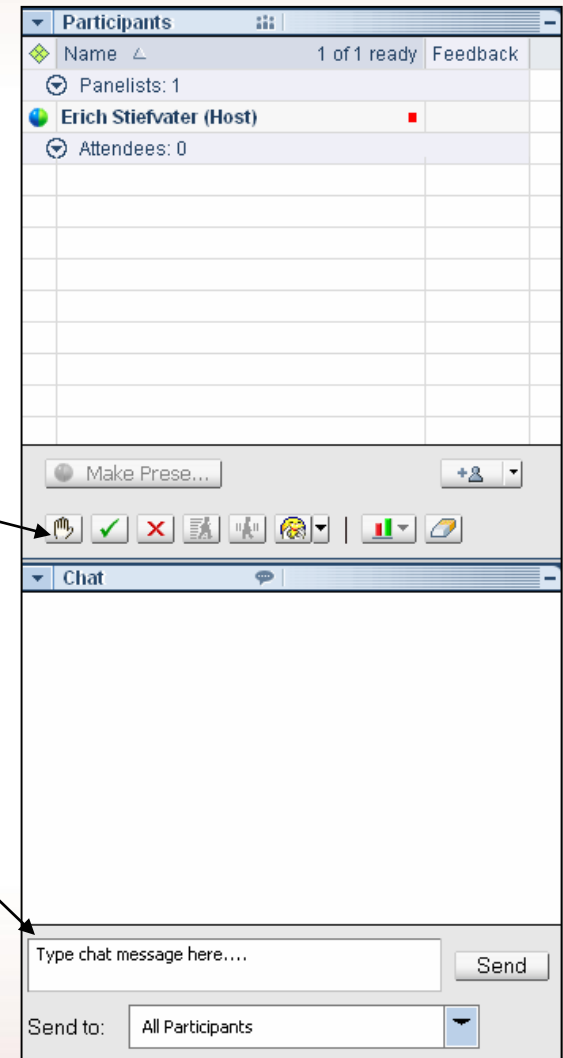 Participants
Name 1 of 1 ready Feedback
Panelists: 1
Erich Stiefvater (Host)
Attendees: 0
Make Prese...
Chat
Type chat message here....
Send
Send to: All Participants